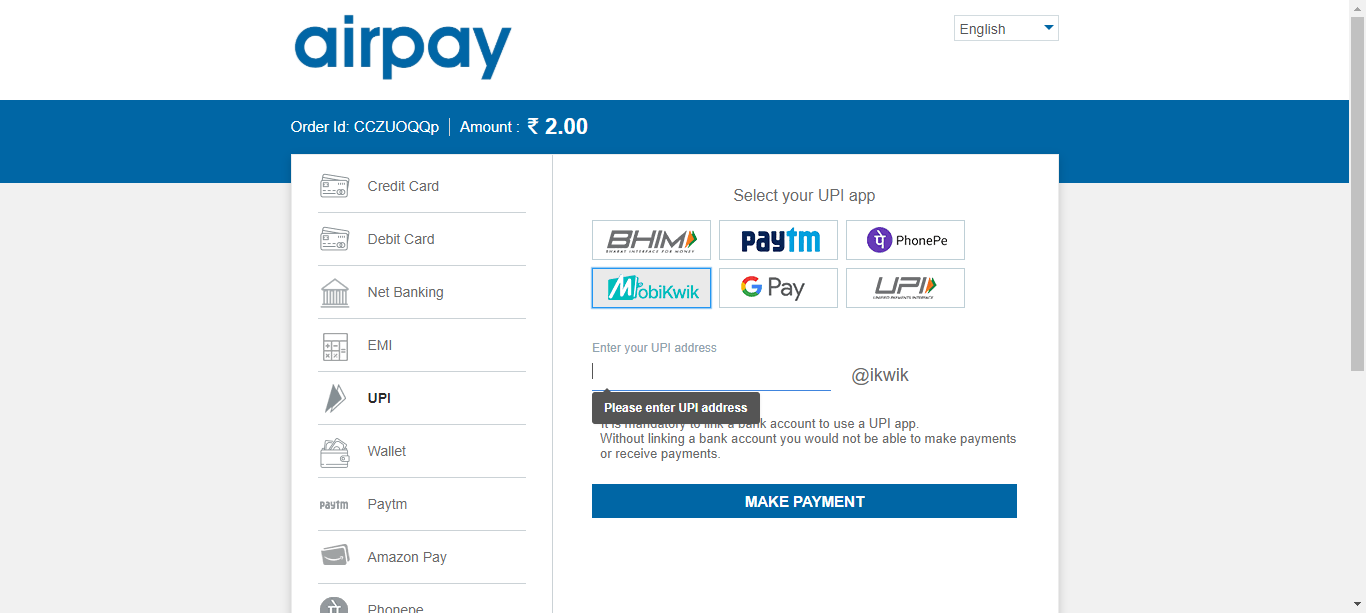 airpay
English
Order Id: CCZUOQQp | Amount : ₹ 2.00
Credit Card
Debit Card
Net Banking
EMI
UPI
Wallet
paytm Paytm
Amazon Pay
Phonepe
Select your UPI app
BHIM paytm PhonePe
BHARAT INTERFACE FOR MONEY
MobiKwik G Pay UPI
UNIFIED PAYMENTS INTERFACE
Enter your UPI address
@ikwik
Please enter UPI address
It is mandatory to link a bank account to use a UPI app.
Without linking a bank account you would not be able to make payments
or receive payments.
MAKE PAYMENT